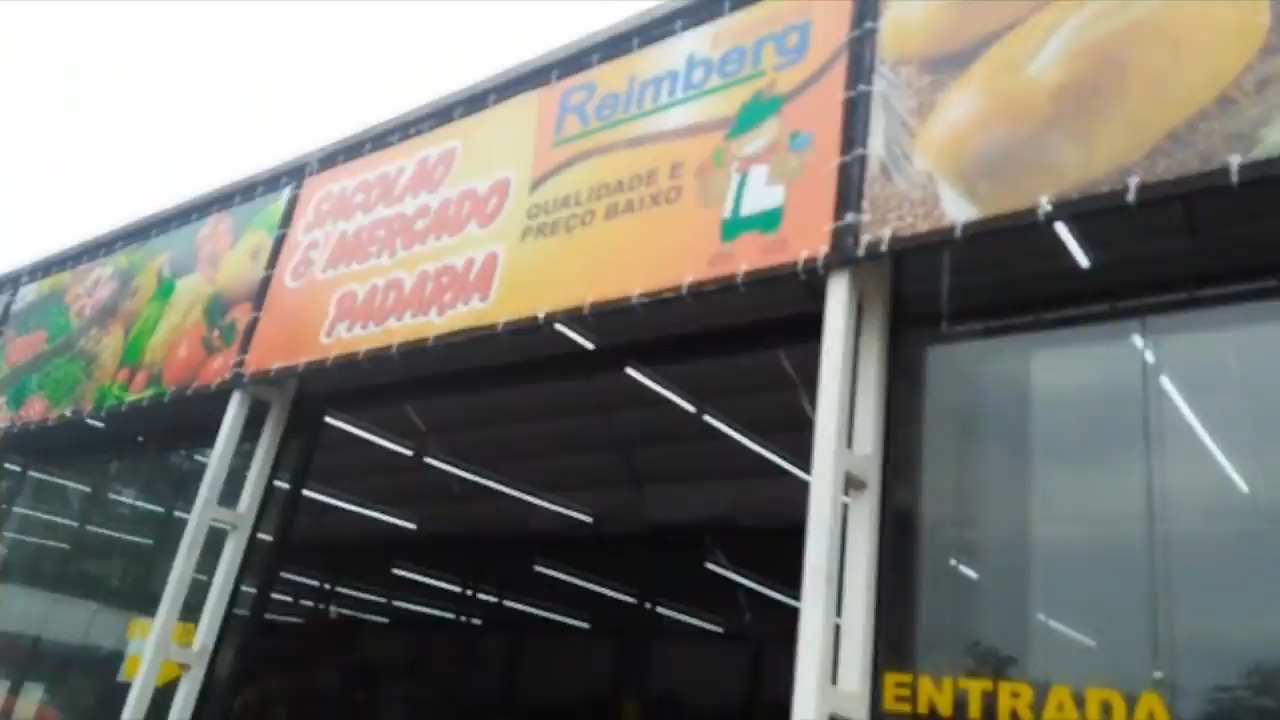 SACOLÃO
& MERCADO
PADARIA
Reimberg
QUALIDADE E
PREÇO BAIXO
ENTRADA